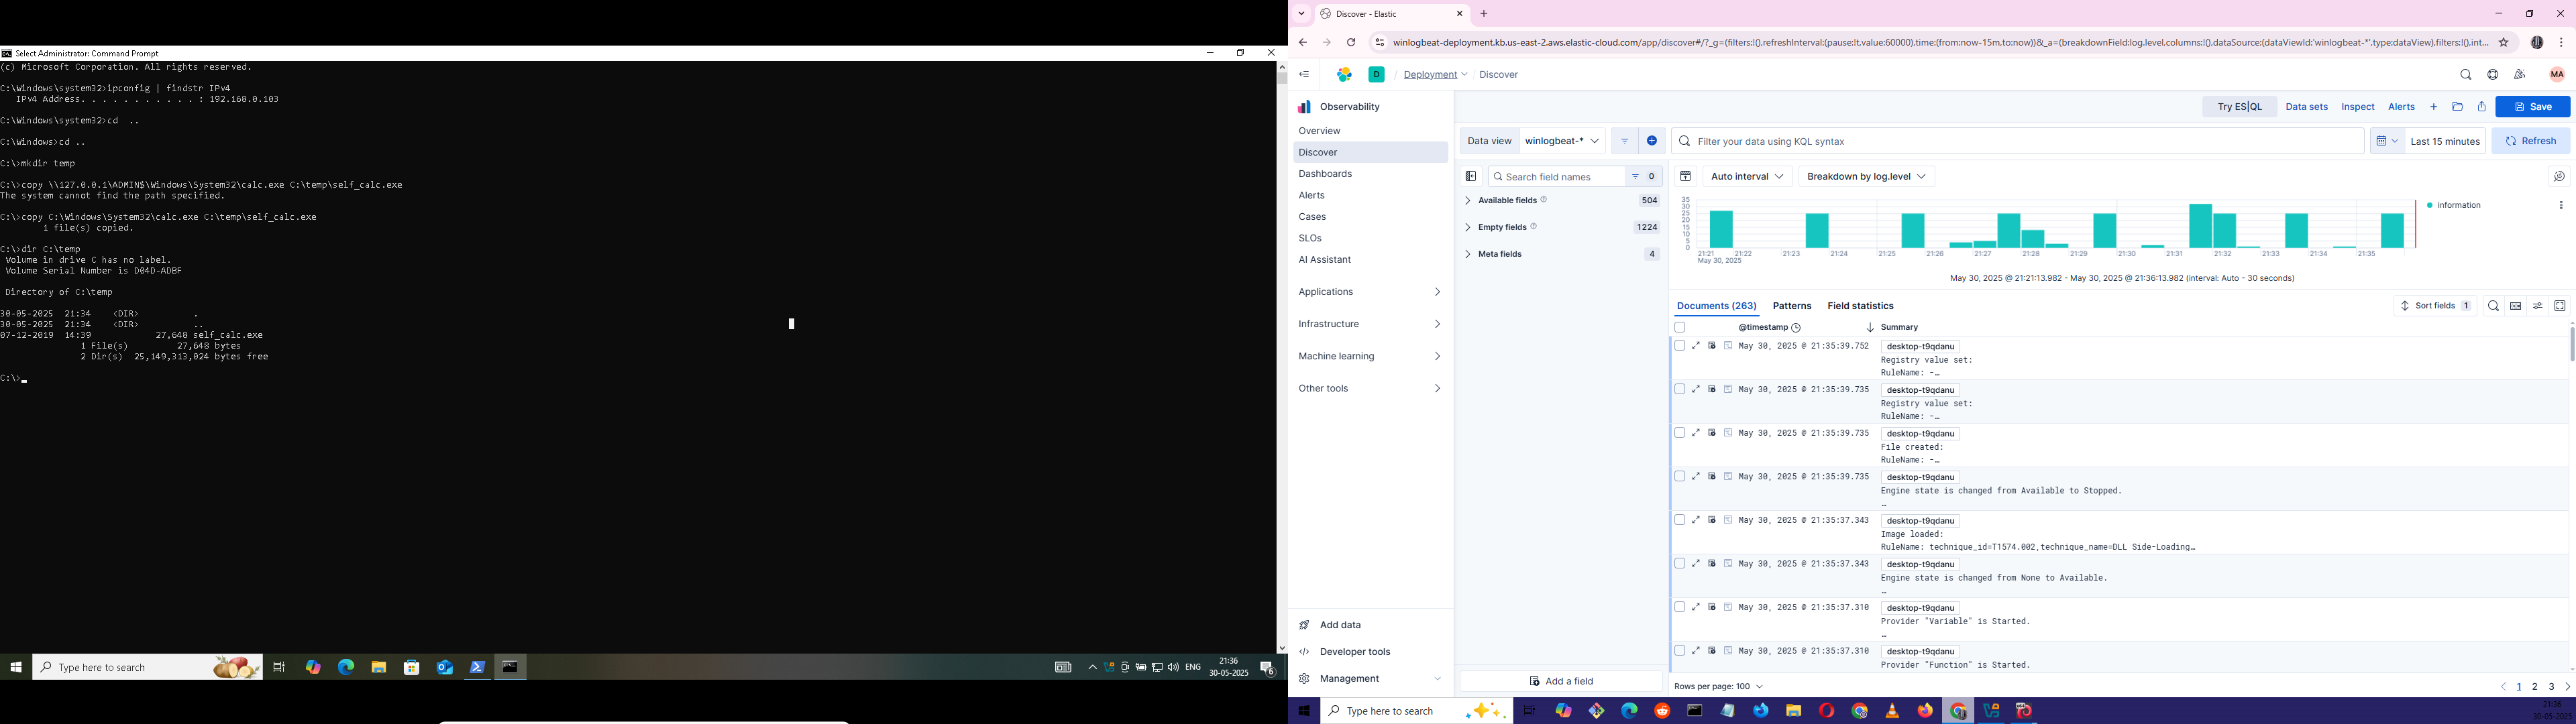 Select Administrator: Command Prompt
(c) Microsoft Corporation. All rights reserved.
C:\Windows\system32>ipconfig | findstr IPv4
IPv4 Address. . . . . . . . . . . : 192.168.0.103
C:\Windows\system32>cd  ..
C:\Windows>cd ..
C:\>mkdir temp
C:\>copy \\127.0.0.1\ADMIN$\Windows\System32\calc.exe C:\temp\self_calc.exe
The system cannot find the path specified.
C:\>copy C:\Windows\System32\calc.exe C:\temp\self_calc.exe
1 file(s) copied.
C:\>dir C:\temp
Volume in drive C has no label.
Volume Serial Number is D04D-ADBF
Directory of C:\temp
30-05-2025  21:34    <DIR>          .
30-05-2025  21:34    <DIR>          ..
07-12-2019  14:39            27,648 self_calc.exe
1 File(s)         27,648 bytes
2 Dir(s)  25,149,313,024 bytes free
C:\>
Type here to search
ENG
21:36
30-05-2025
6
Discover - Elastic
winlogbeat-deployment.kb.us-east-2.aws.elastic-cloud.com/app/discover#/?_g=(filters:!(),refreshInterval:(pause:!t,value:60000),time:(from:now-15m,to:now))&_a=(breakdownField:log.level,columns:!(),dataSource:(dataViewId:'winlogbeat-*',type:dataView),filters:!(),int...
D / Deployment / Discover
MA
Observability
Overview
Discover
Dashboards
Alerts
Cases
SLOs
AI Assistant
Applications
Infrastructure
Machine learning
Other tools
Add data
Developer tools
Management
Try ES|QL Data sets Inspect Alerts Save
Data view winlogbeat-* Filter your data using KQL syntax Last 15 minutes Refresh
Search field names 0
Available fields 504
Empty fields 1224
Meta fields 4
Add a field
Auto interval Breakdown by log.level
35
30
25
20
15
10
5
0
21:21 21:22 21:23 21:24 21:25 21:26 21:27 21:28 21:29 21:30 21:31 21:32 21:33 21:34 21:35
May 30, 2025
information
May 30, 2025 @ 21:21:13.982 - May 30, 2025 @ 21:36:13.982 (interval: Auto - 30 seconds)
Documents (263) Patterns Field statistics Sort fields 1
@timestamp Summary
May 30, 2025 @ 21:35:39.752 desktop-t9qdanu
Registry value set:
RuleName: -…
May 30, 2025 @ 21:35:39.735 desktop-t9qdanu
Registry value set:
RuleName: -…
May 30, 2025 @ 21:35:39.735 desktop-t9qdanu
File created:
RuleName: -…
May 30, 2025 @ 21:35:39.735 desktop-t9qdanu
Engine state is changed from Available to Stopped.
…
May 30, 2025 @ 21:35:37.343 desktop-t9qdanu
Image loaded:
RuleName: technique_id=T1574.002,technique_name=DLL Side-Loading…
May 30, 2025 @ 21:35:37.343 desktop-t9qdanu
Engine state is changed from None to Available.
…
May 30, 2025 @ 21:35:37.310 desktop-t9qdanu
Provider "Variable" is Started.
…
May 30, 2025 @ 21:35:37.310 desktop-t9qdanu
Provider "Function" is Started.
Rows per page: 100 1 2 3
Type here to search
21:36
30-05-2025